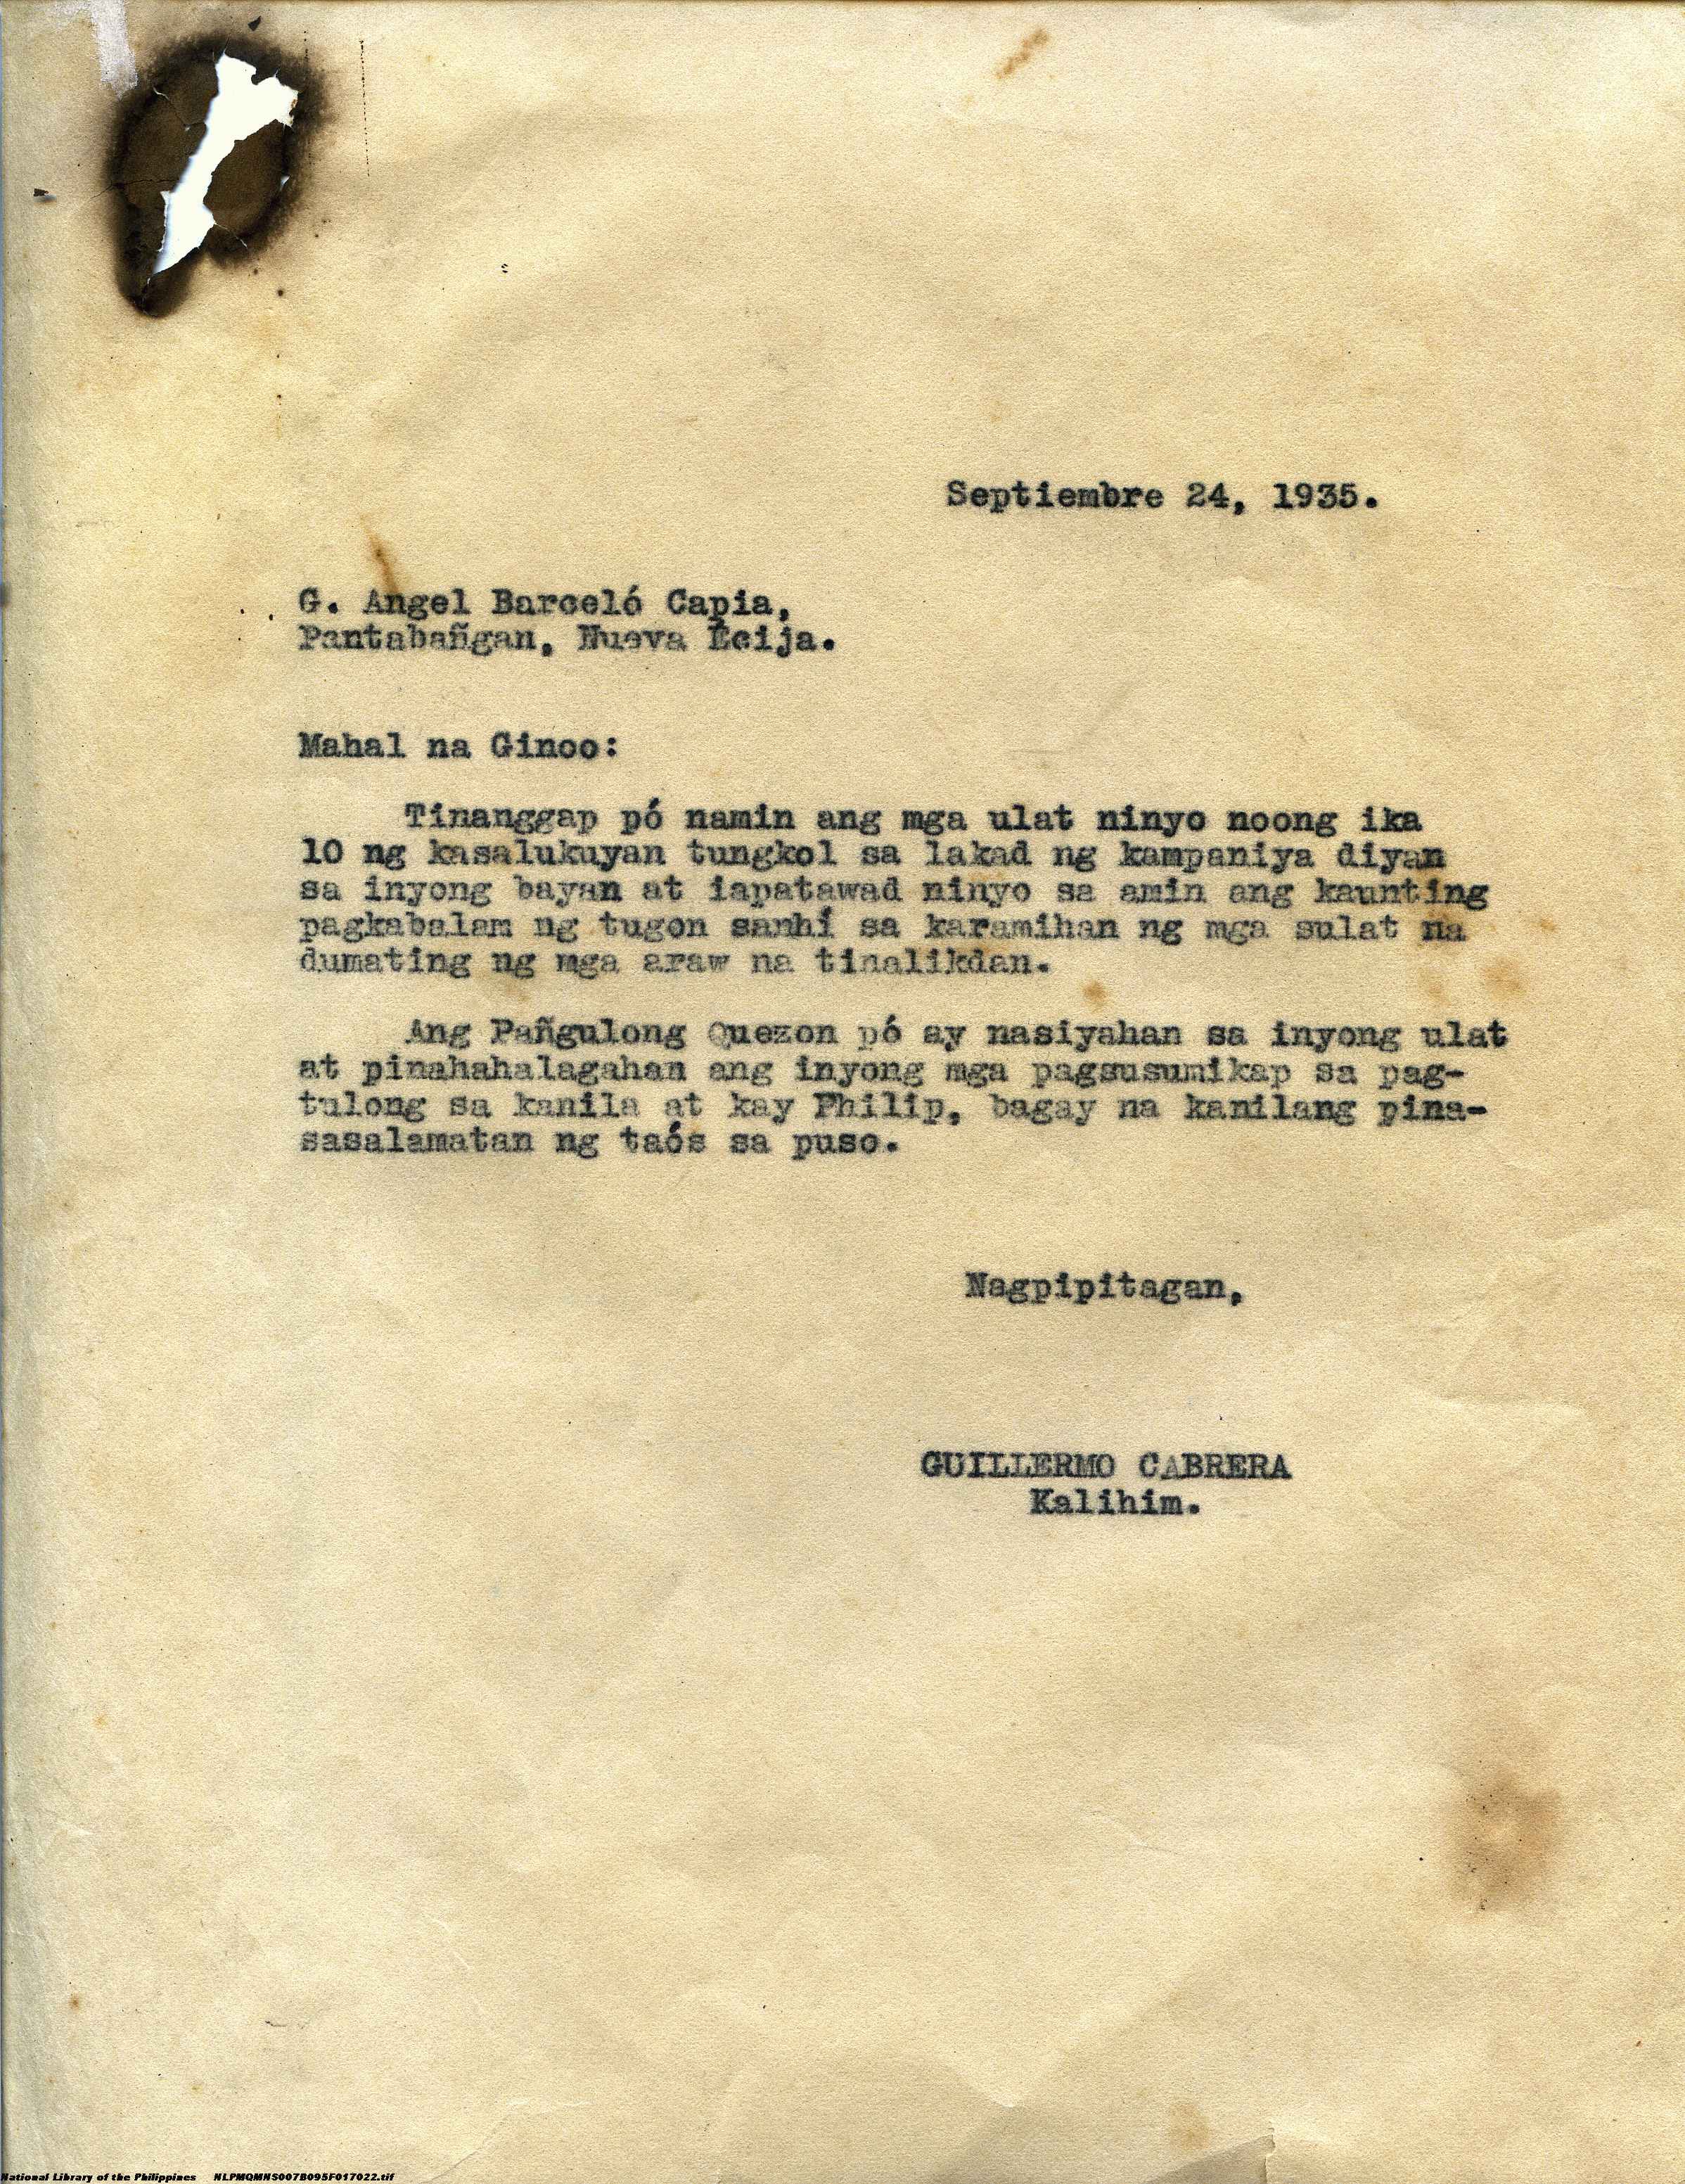 Septiembre 24, 1935.
G. Angel Barceló Capia,
Pantabañgan, Nueva Ecija.
Mahal na Ginoo:
Tinanggap pó namin ang mga ulat ninyo noong ika
10 ng kasalukuyan tungkol sa lakad ng kampaniya diyan
sa inyong bayan at iapatawad ninyo sa amin ang kaunting
pagkabalam ng tugon sanhí sa karamihan ng mga sulat na
dumating ng mga araw na tinalikdan.
Ang Pañgulong Quezon pó ay nasiyahan sa inyong ulat
at pinahahalagahan ang inyong mga pagsusumikap sa pag-
tulong sa kanila at kay Philip, bagay na kanilang pina-
sasalamatan ng taós sa puso.
Nagpipitagan,
GUILLERMO CABRERA
Kalihim.
National Library of the Philippines NLPMQMNS007B095F017022.tif